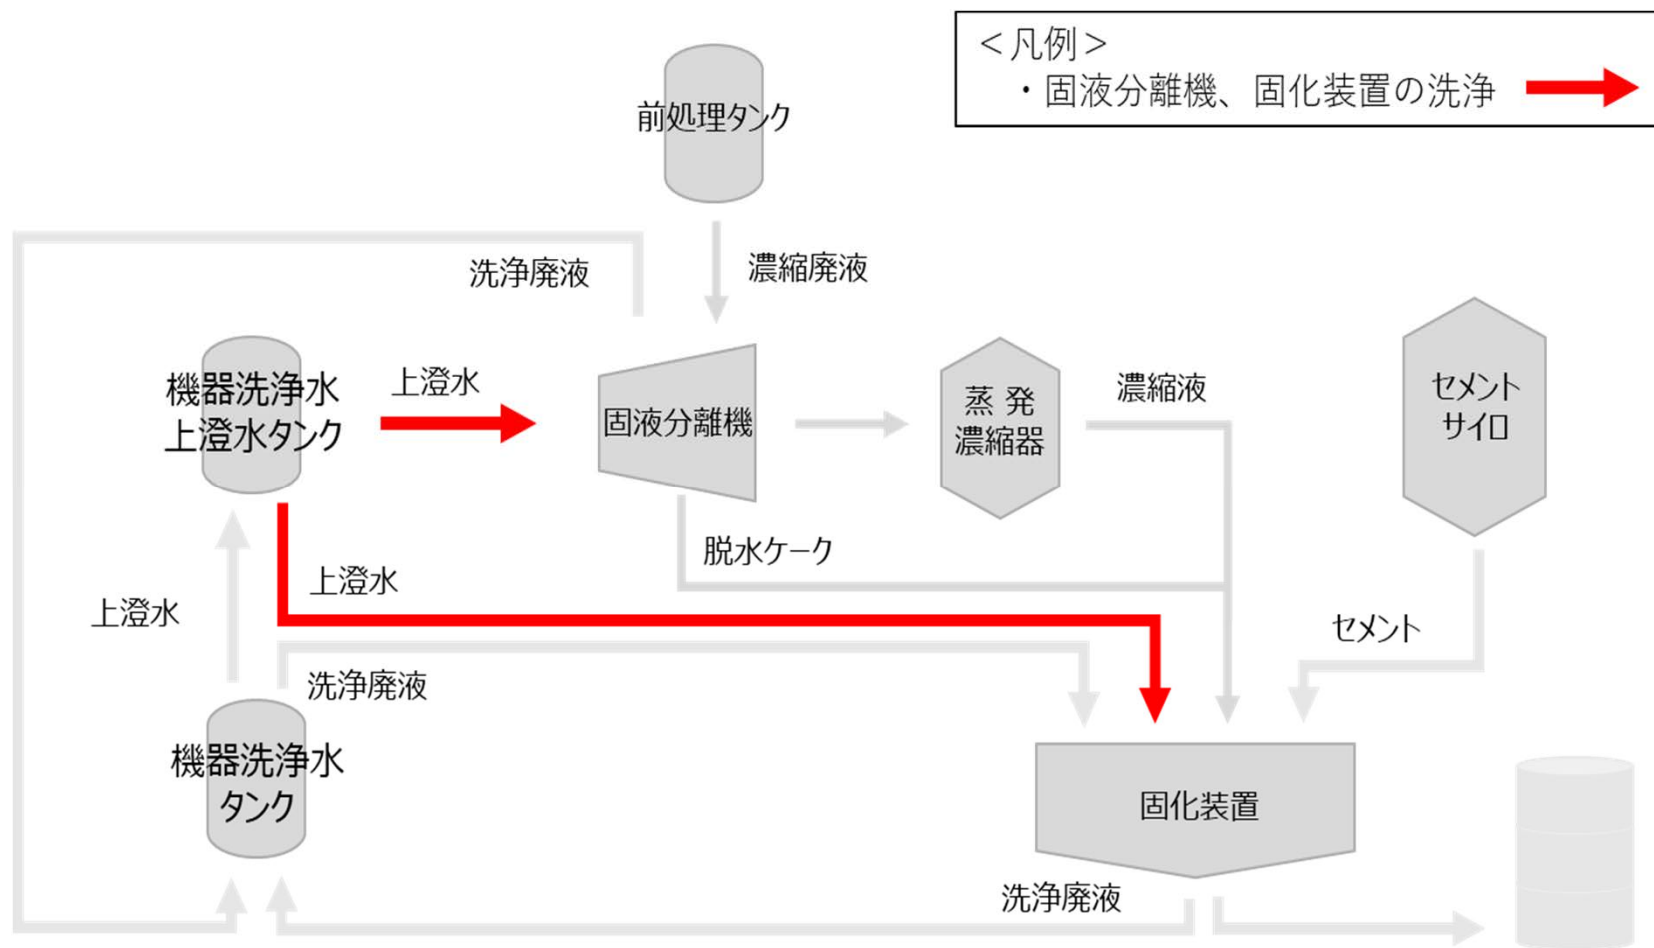 ＜凡例＞
・固液分離機、固化装置の洗浄
前処理タンク
洗浄廃液
濃縮廃液
機器洗浄水
上澄水タンク
上澄水
固液分離機
蒸 発
濃縮器
濃縮液
セメント
サイロ
脱水ケーク
上澄水
上澄水
セメント
洗浄廃液
機器洗浄水
タンク
固化装置
洗浄廃液